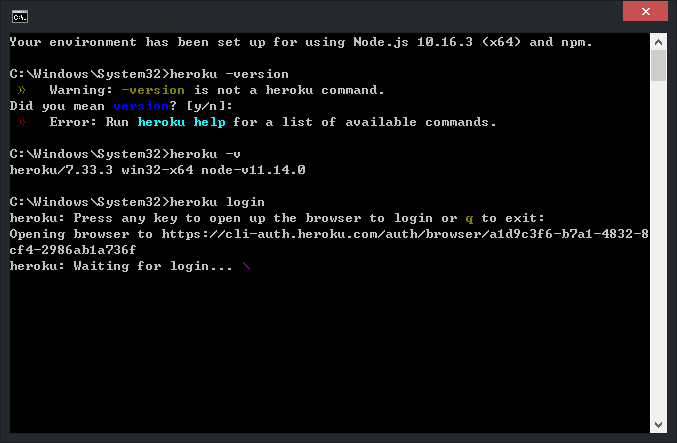 Your environment has been set up for using Node.js 10.16.3 (x64) and npm.
C:\Windows\System32>heroku -version
» Warning: -version is not a heroku command.
Did you mean version? [y/n]:
» Error: Run heroku help for a list of available commands.
C:\Windows\System32>heroku -v
heroku/7.33.3 win32-x64 node-v11.14.0
C:\Windows\System32>heroku login
heroku: Press any key to open up the browser to login or q to exit:
Opening browser to https://cli-auth.heroku.com/auth/browser/a1d9c3f6-b7a1-4832-8
cf4-2986ab1a736f
heroku: Waiting for login... \